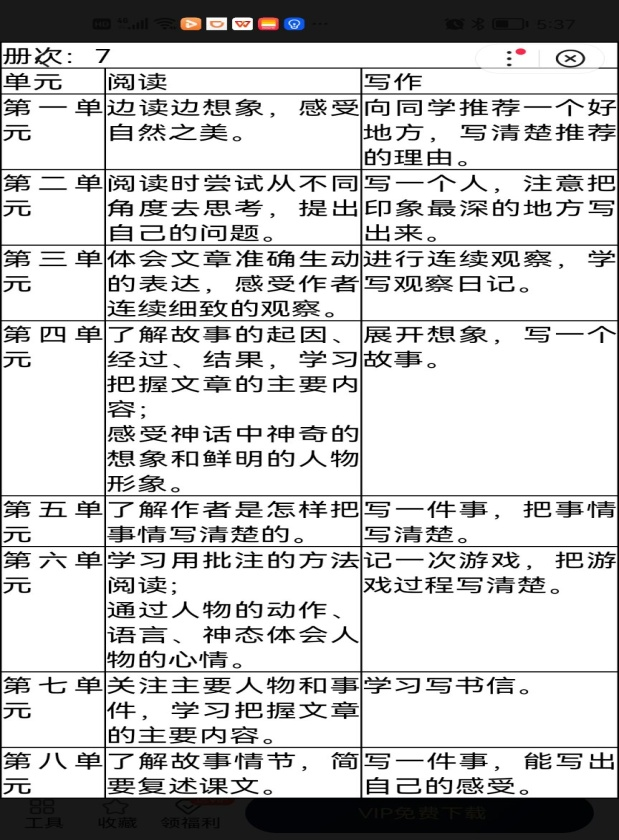 5:37
册次：7
单元 阅读 写作
第一单 边读边想象，感受 向同学推荐一个好
元 自然之美。 地方，写清楚推荐
的理由。
第二单 阅读时尝试从不同 写一个人，注意把
元 角度去思考，提出 印象最深的地方写
自己的问题。 出来。
第三单 体会文章准确生动 进行连续观察，学
元 的表达，感受作者 写观察日记。
连续细致的观察。
第四单 了解故事的起因、 展开想象，写一个
元 经过、结果，学习 故事。
把握文章的主要内
容；
感受神话中神奇的
想象和鲜明的人物
形象。
第五单 了解作者是怎样把 写一件事，把事情
元 事情写清楚的。 写清楚。
第六单 学习用批注的方法 记一次游戏，把游
元 阅读； 戏过程写清楚。
通过人物的动作、
语言、神态体会人
物的心情。
第七单 关注主要人物和事 学习写书信。
元 件，学习把握文章
的主要内容。
第八单 了解故事情节，简 写一件事，能写出
元 要复述课文。 自己的感受。
工具 收藏 领福利 VIP免费下载